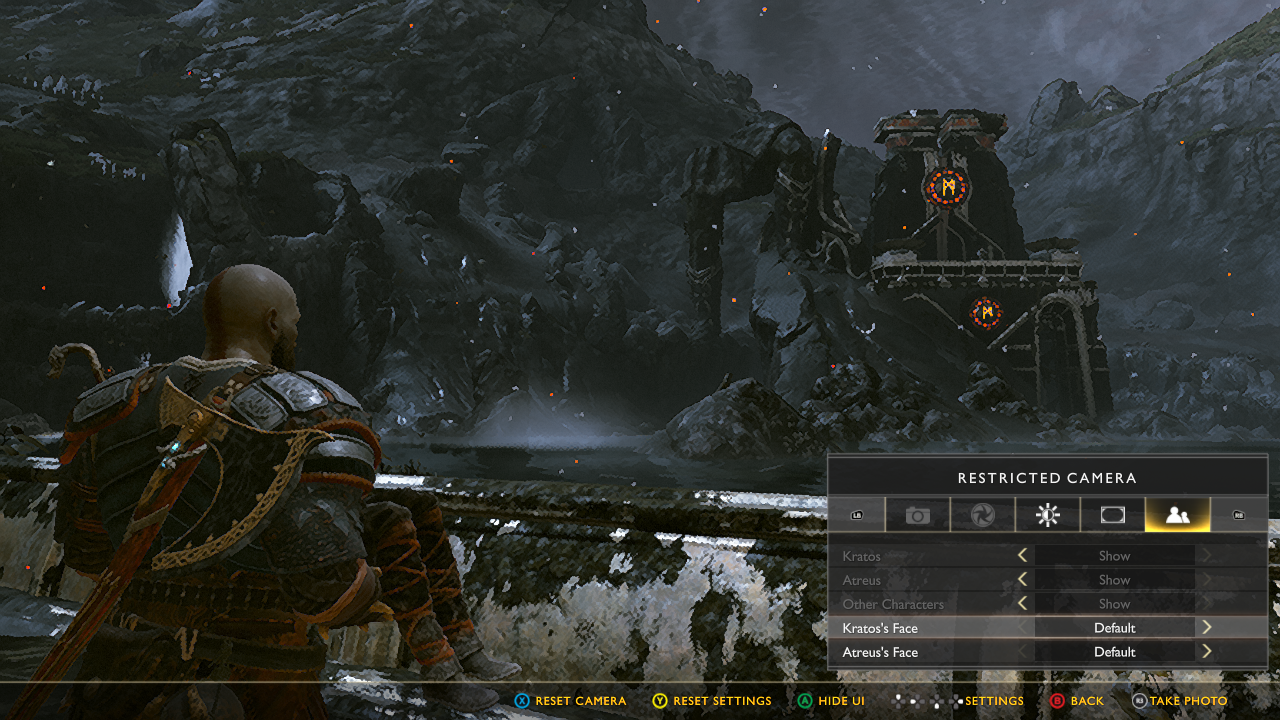 RESTRICTED CAMERA
LB RB
Kratos Show
Atreus Show
Other Characters Show
Kratos's Face Default
Atreus's Face Default
X RESET CAMERA Y RESET SETTINGS A HIDE UI SETTINGS B BACK RS TAKE PHOTO